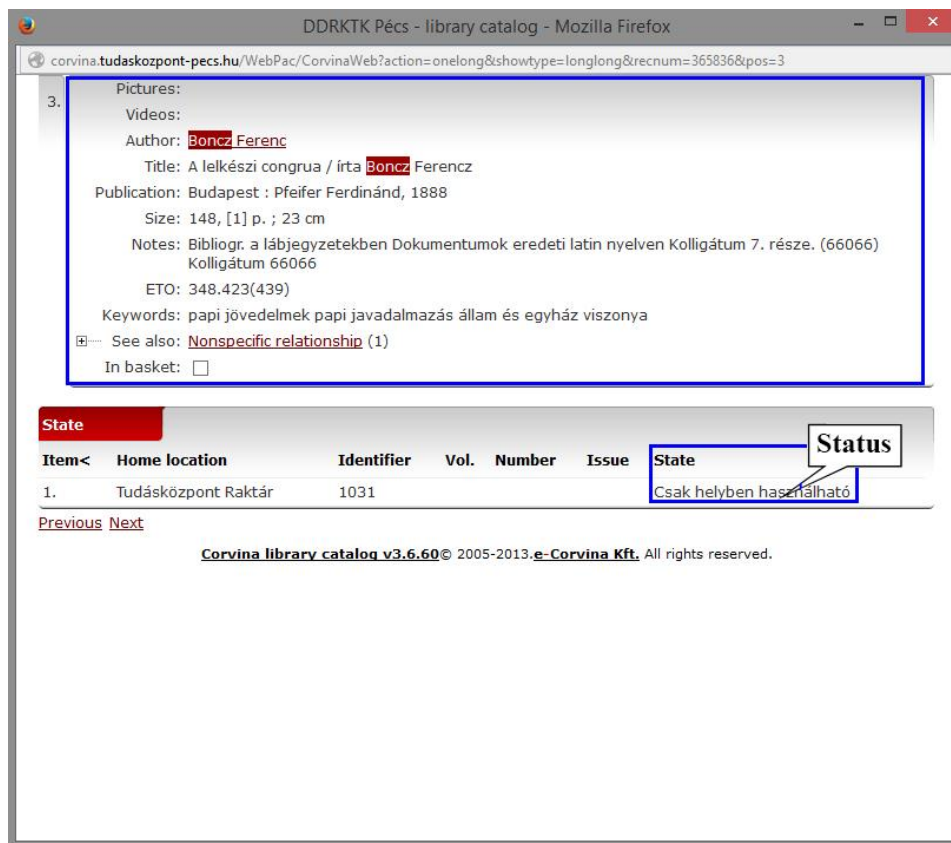 DDRKTK Pécs - library catalog - Mozilla Firefox
corvina.tudaskozpont-pecs.hu/WebPac/CorvinaWeb?action=onelong&showtype=longlong&recnum=365836&pos=3
3.
Pictures:
Videos:
Author: Boncz Ferenc
Title: A lelkészi congrua / írta Boncz Ferencz
Publication: Budapest : Pfeifer Ferdinánd, 1888
Size: 148, [1] p. ; 23 cm
Notes: Bibliogr. a lábjegyzetekben Dokumentumok eredeti latin nyelven Kolligátum 7. része. (66066)
Kolligátum 66066
ETO: 348.423(439)
Keywords: papi jövedelmek papi javadalmazás állam és egyház viszonya
See also: Nonspecific relationship (1)
In basket:
State
Status
Item< Home location Identifier Vol. Number Issue State
1. Tudásközpont Raktár 1031 Csak helyben használható
Previous Next
Corvina library catalog v3.6.60© 2005-2013.e-Corvina Kft. All rights reserved.